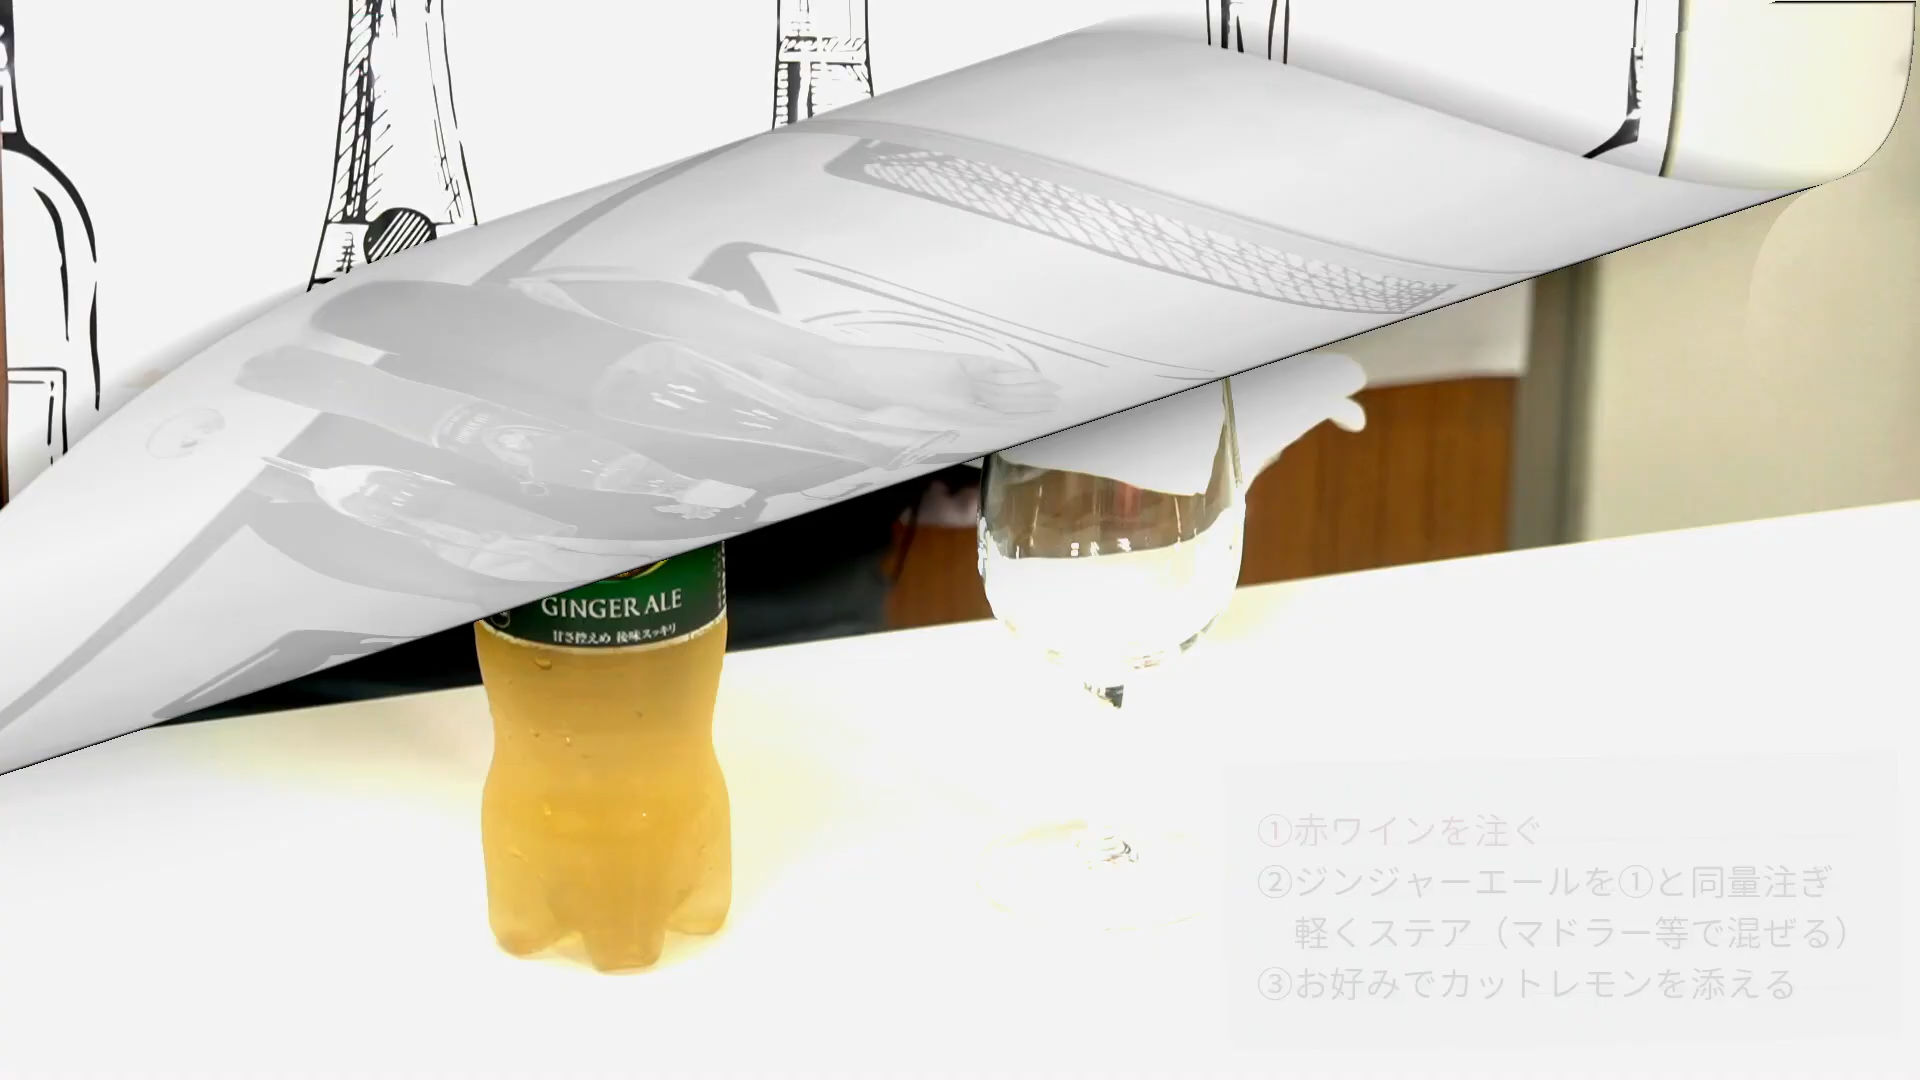 GINGER ALE
甘さ控えめ 後味スッキリ
①赤ワインを注ぐ
②ジンジャーエールを①と同量注ぎ
軽くステア（マドラー等で混ぜる）
③お好みでカットレモンを添える